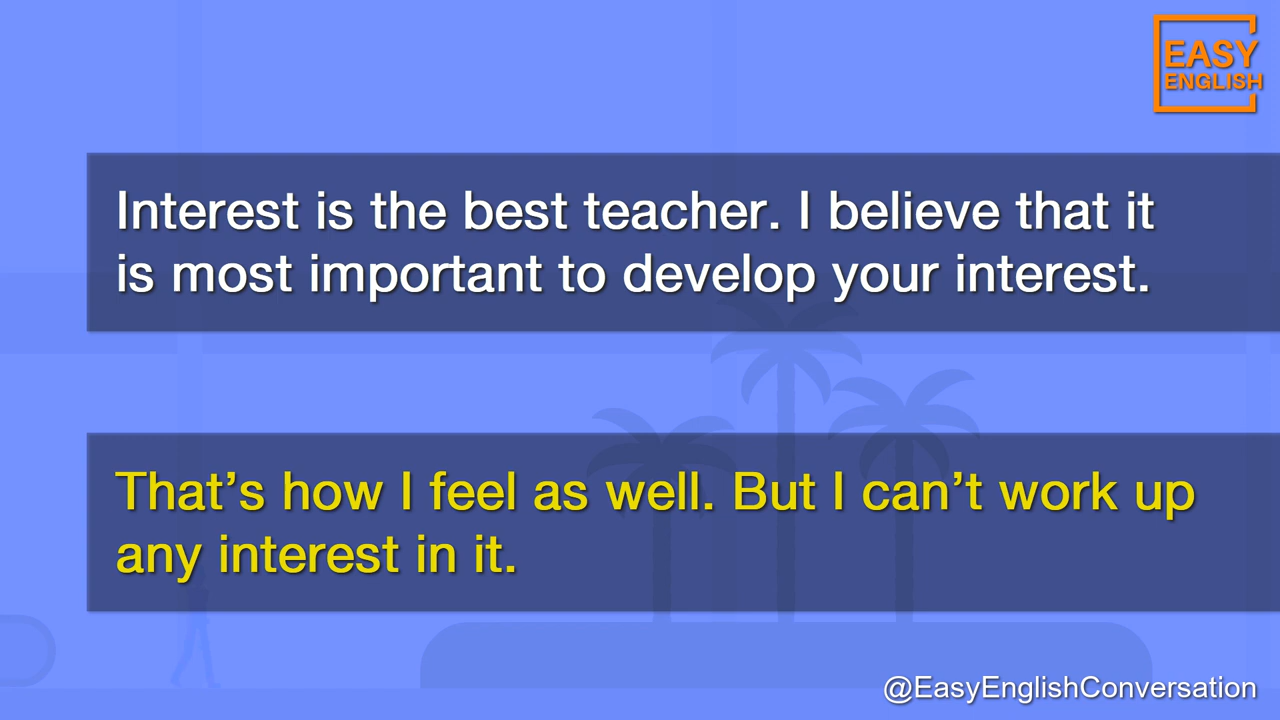 EASY
ENGLISH
Interest is the best teacher. I believe that it
is most important to develop your interest.
That’s how I feel as well. But I can’t work up
any interest in it.
@EasyEnglishConversation